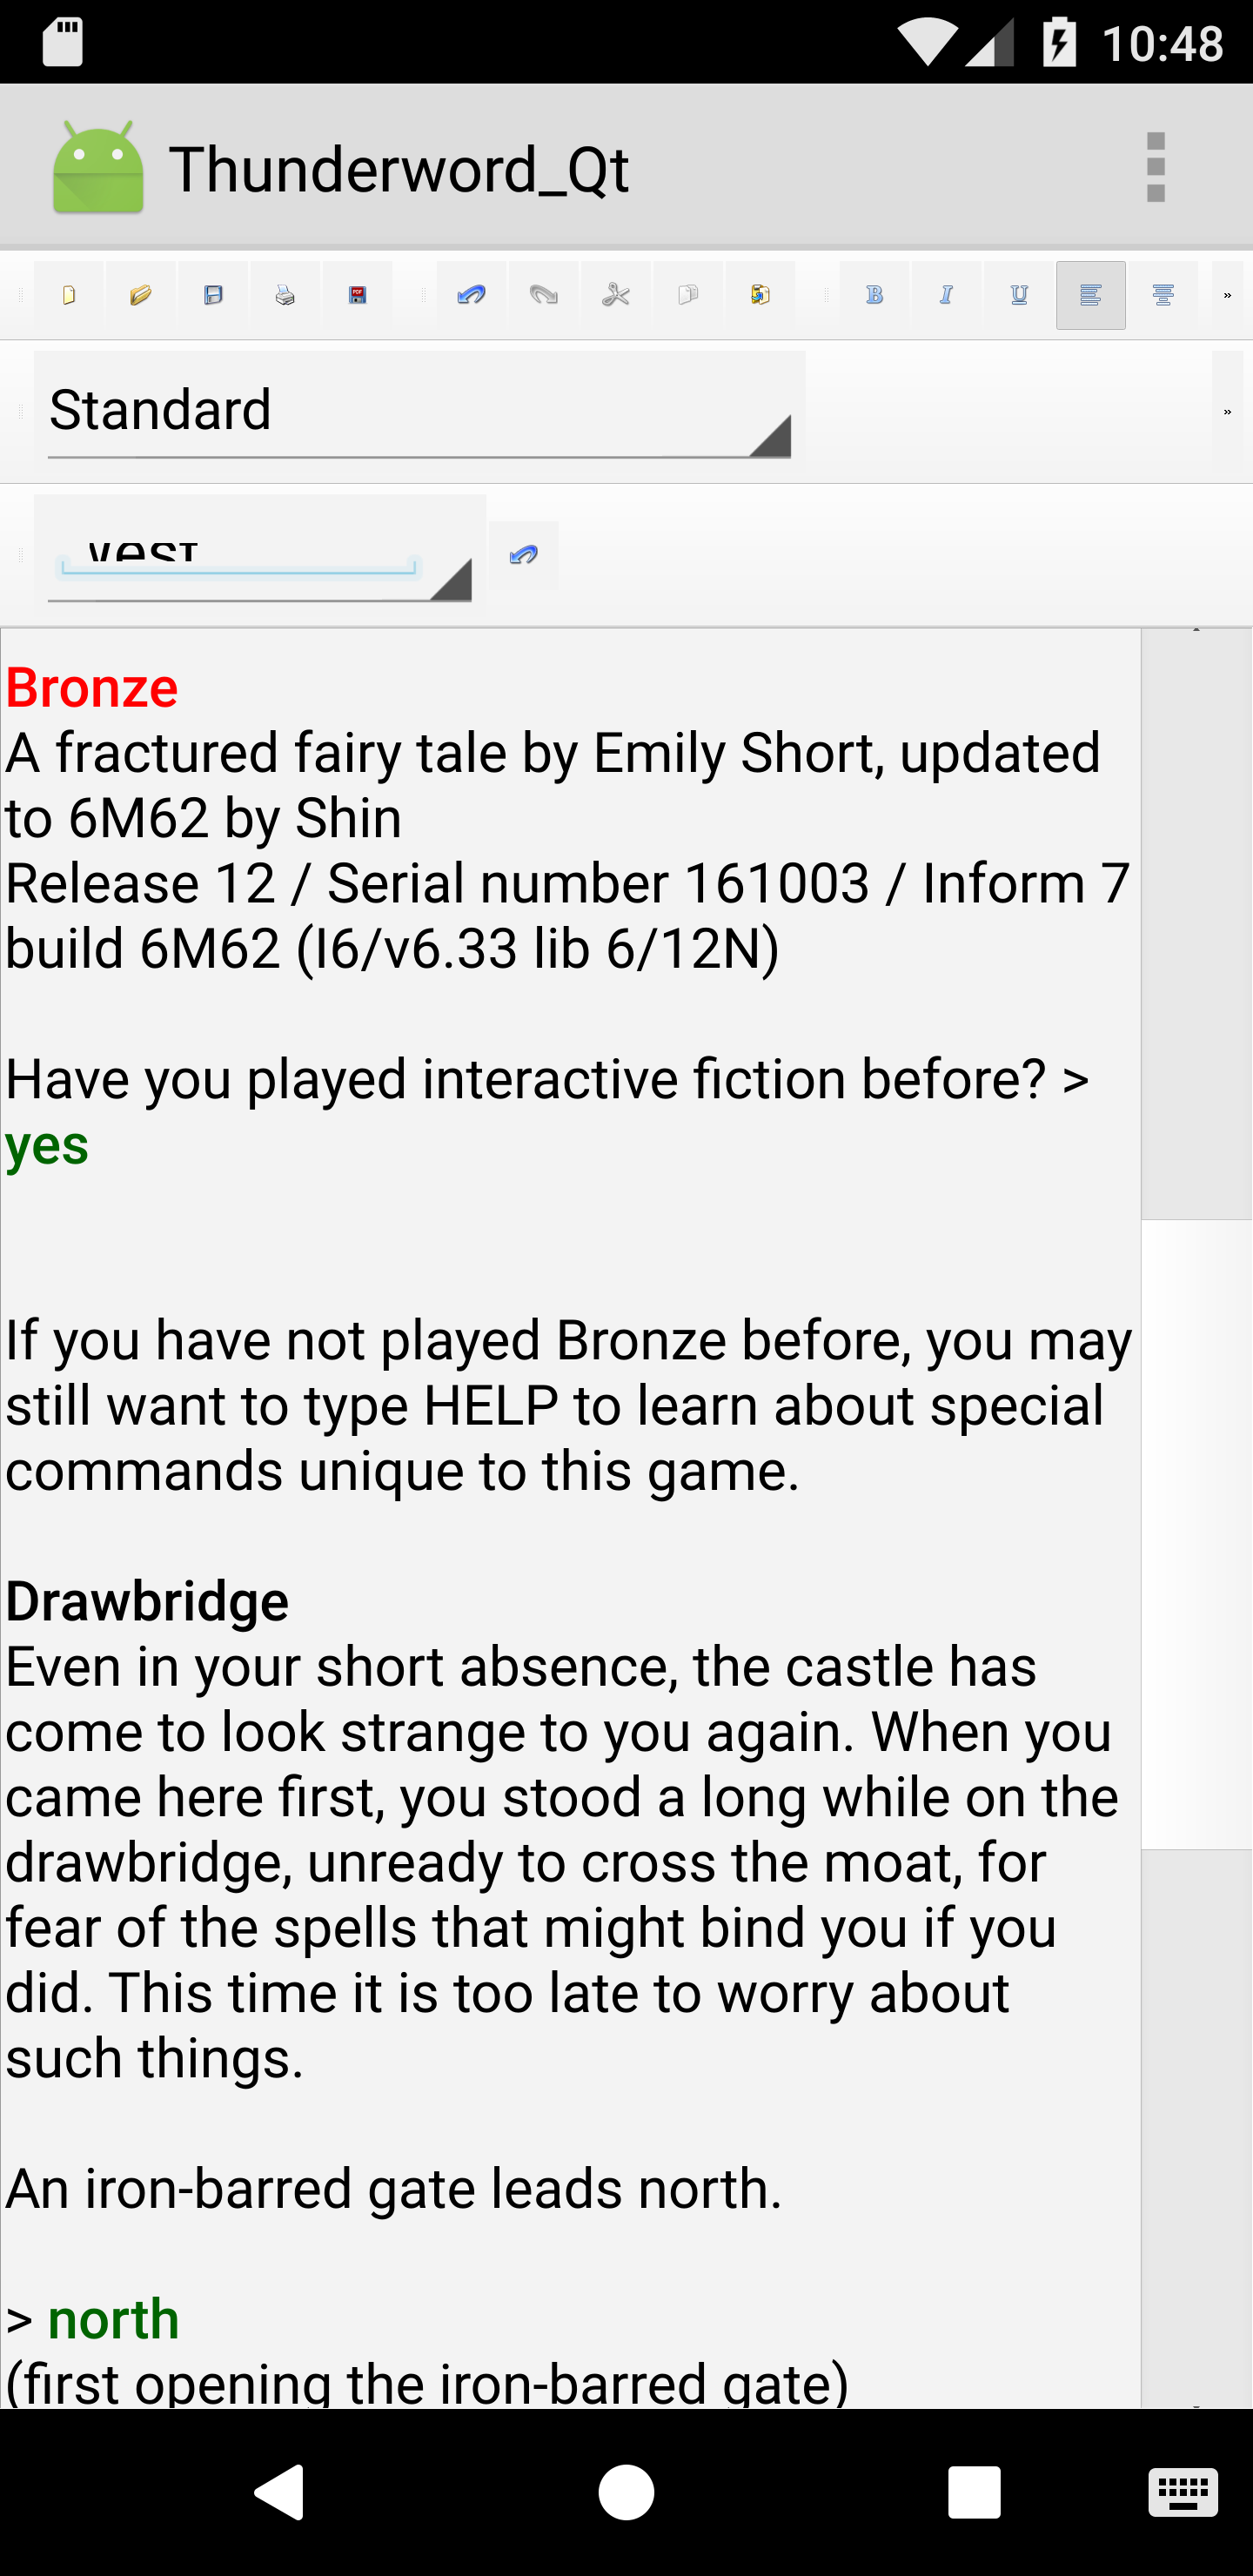 10:48
Thunderword_Qt
PDF
B I U »
Standard
»
Bronze
A fractured fairy tale by Emily Short, updated
to 6M62 by Shin
Release 12 / Serial number 161003 / Inform 7
build 6M62 (I6/v6.33 lib 6/12N)
Have you played interactive fiction before? >
yes
If you have not played Bronze before, you may
still want to type HELP to learn about special
commands unique to this game.
Drawbridge
Even in your short absence, the castle has
come to look strange to you again. When you
came here first, you stood a long while on the
drawbridge, unready to cross the moat, for
fear of the spells that might bind you if you
did. This time it is too late to worry about
such things.
An iron-barred gate leads north.
> north
(first opening the iron-barred gate)